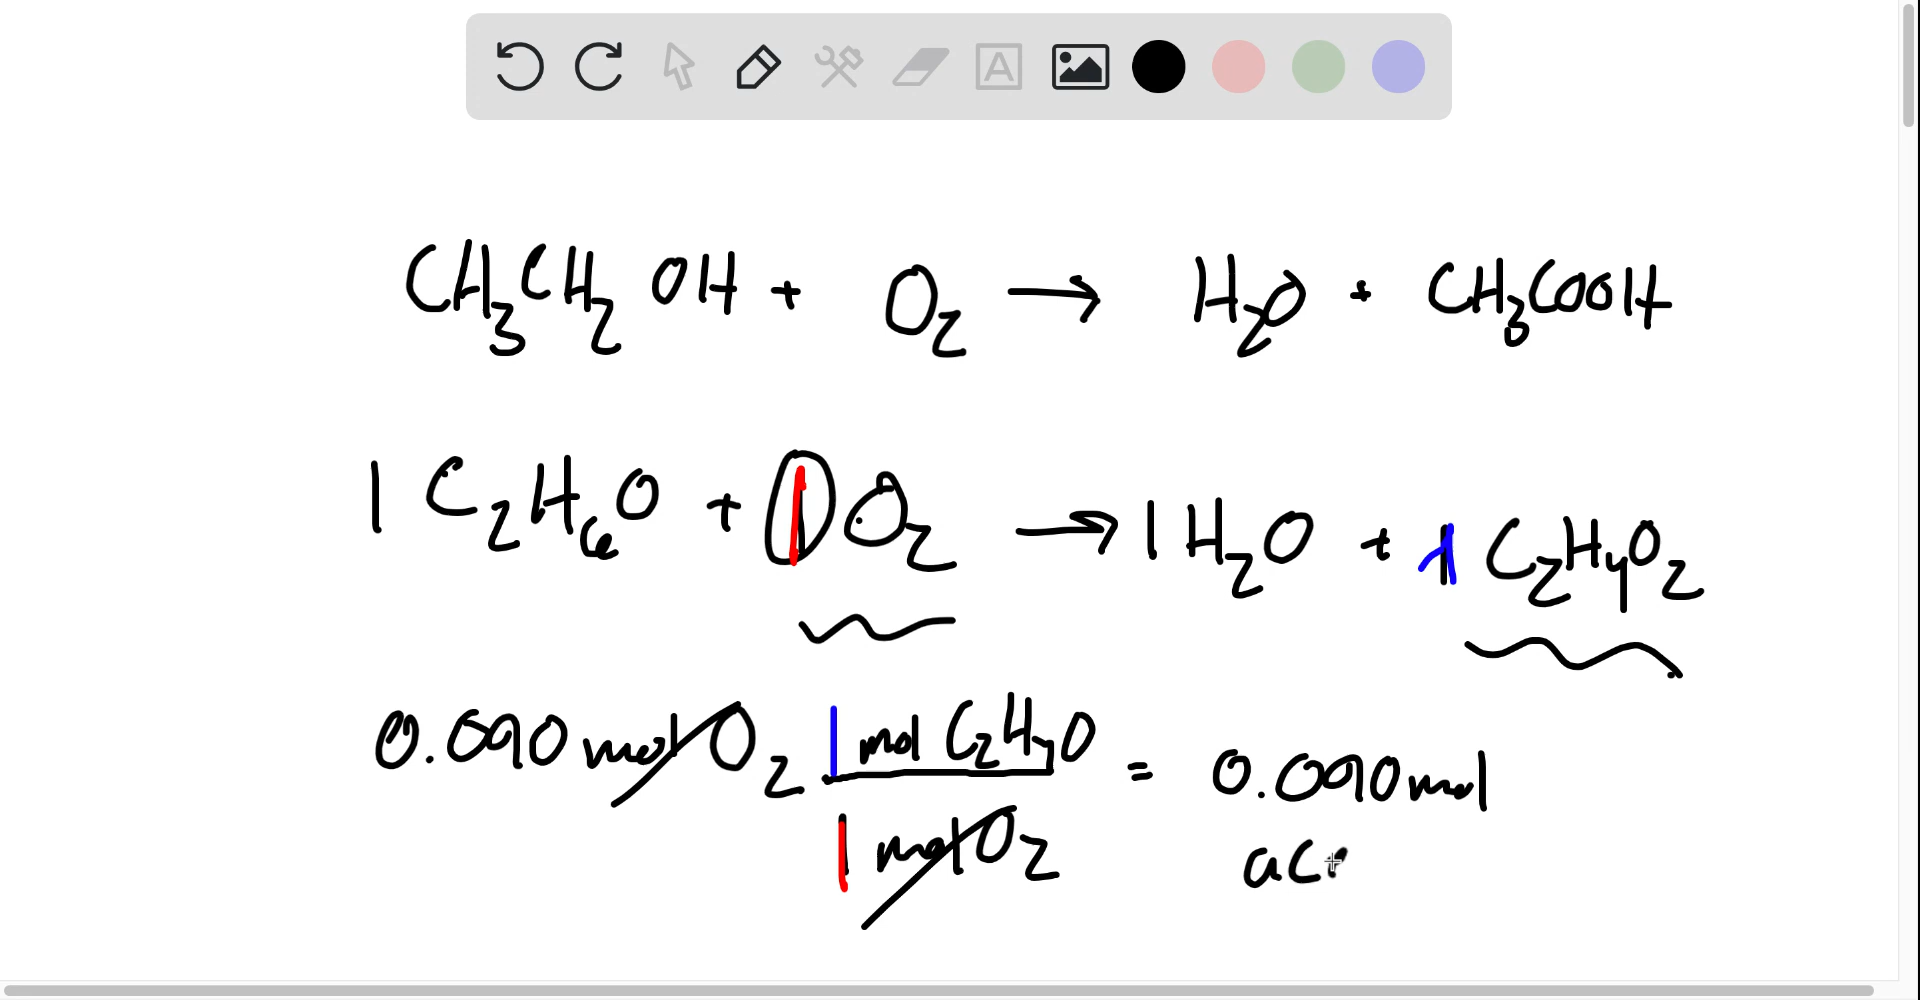 A
CH3CH2OH + O2 → H2O + CH3COOH
1 C2H6O + 1 O2 → 1 H2O + 1 C2H4O2
0.090 mol O2 1 mol C2H4O = 0.090 mol
1 mol O2 ace